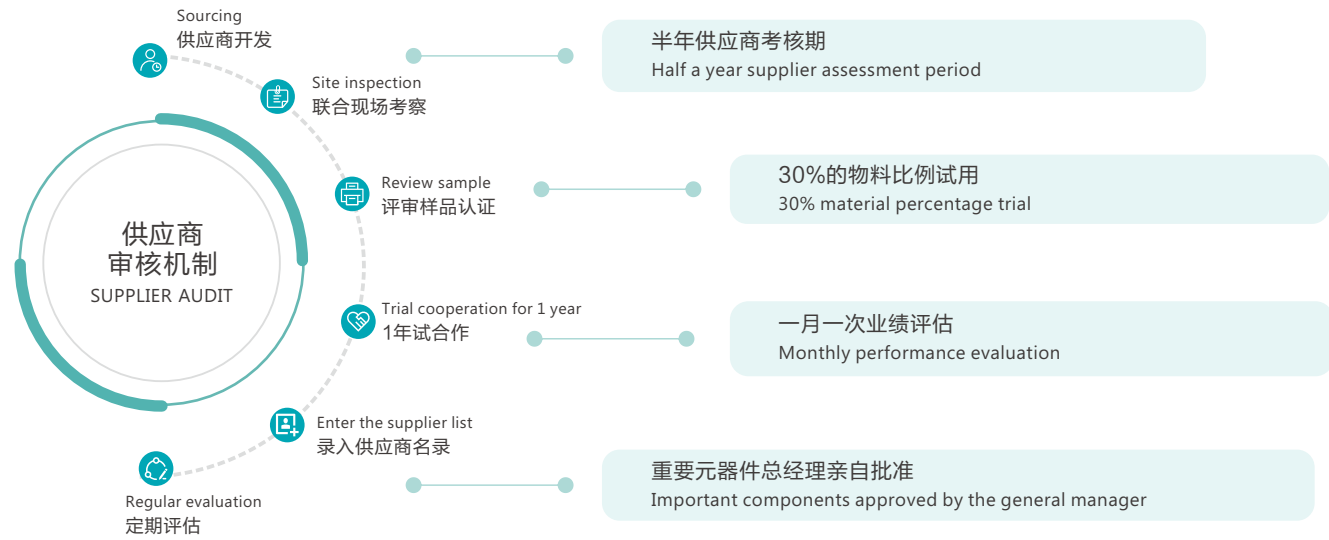 Sourcing
供应商开发
半年供应商考核期
Half a year supplier assessment period
Site inspection
联合现场考察
30%的物料比例试用
30% material percentage trial
Review sample
评审样品认证
供应商
审核机制
SUPPLIER AUDIT
Trial cooperation for 1 year
1年试合作
一月一次业绩评估
Monthly performance evaluation
Enter the supplier list
录入供应商名录
重要元器件总经理亲自批准
Important components approved by the general manager
Regular evaluation
定期评估